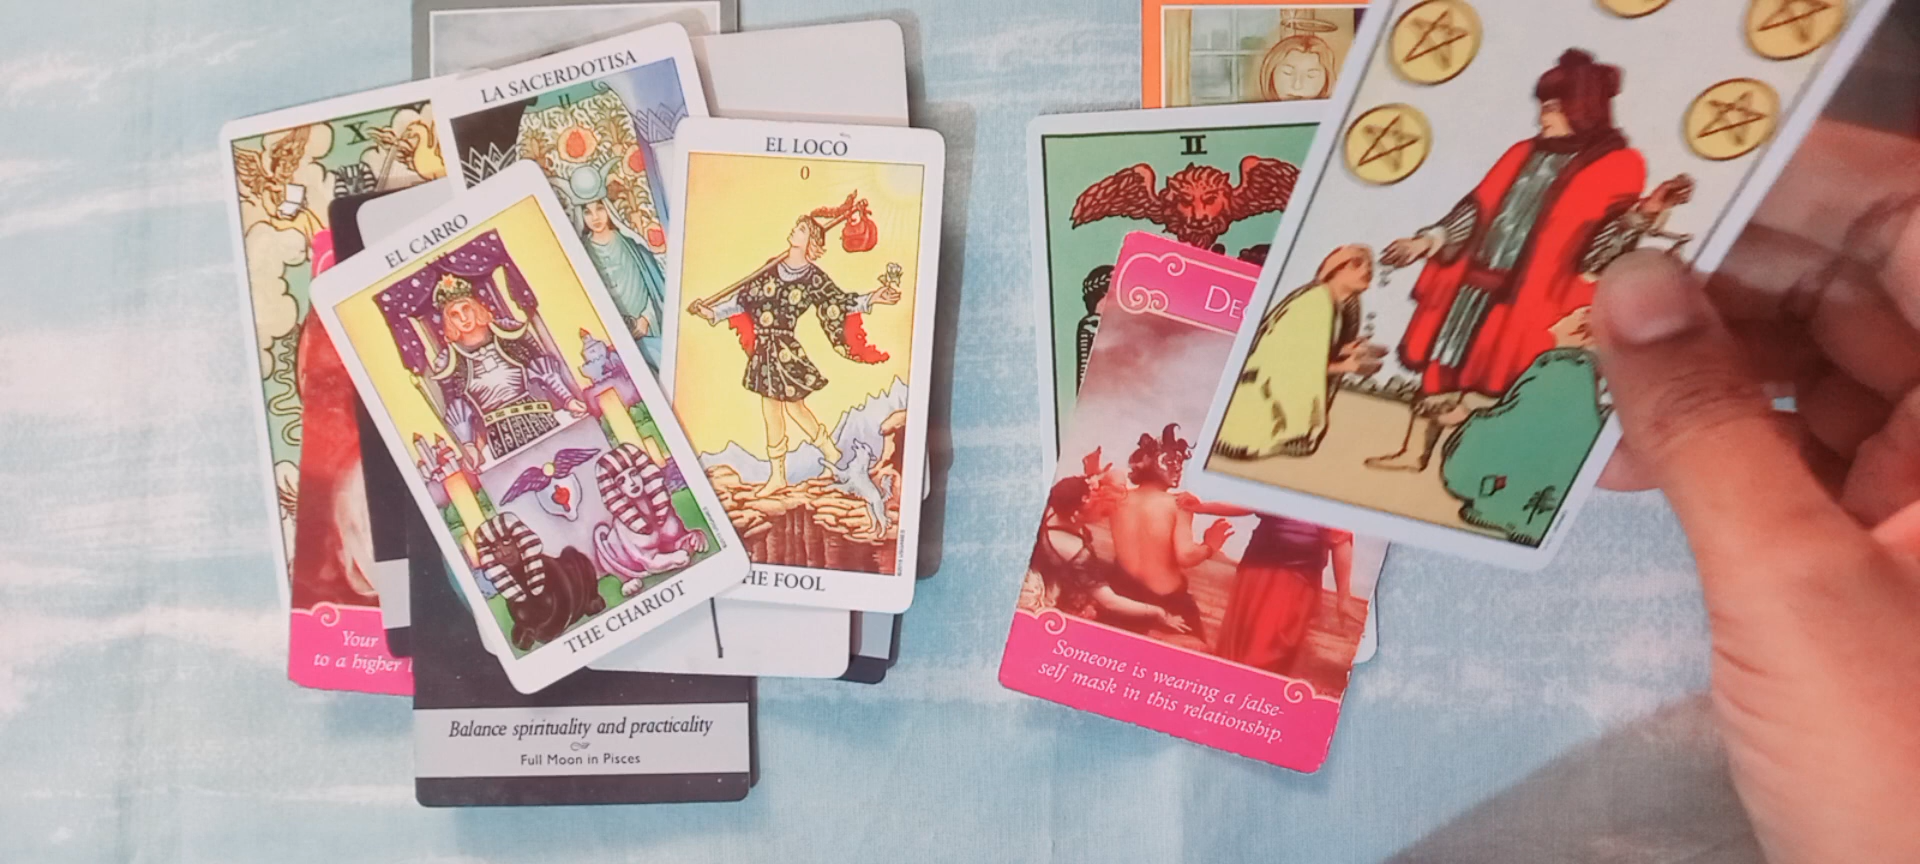 LA SACERDOTISA
II
X
EL CARRO
THE CHARIOT
EL LOCO
0
HE FOOL
Your
to a higher
Balance spirituality and practicality
Full Moon in Pisces
II
Someone is wearing a false-
self mask in this relationship.